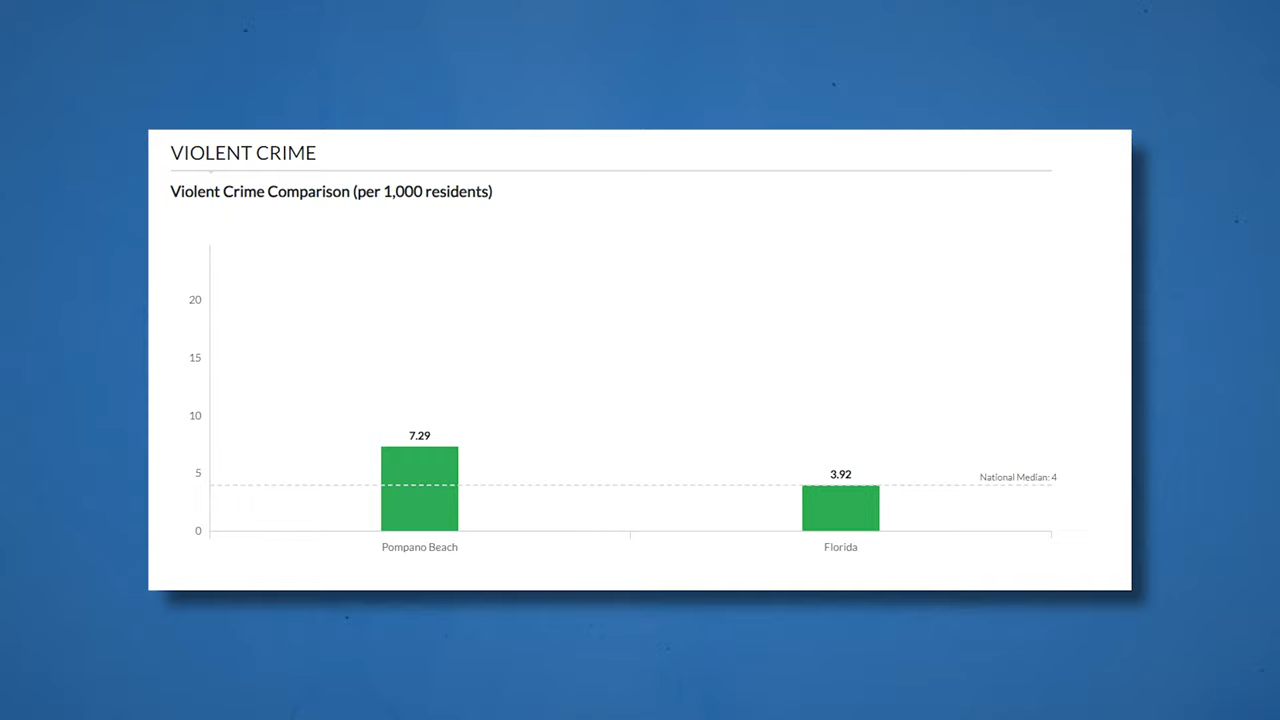 VIOLENT CRIME
Violent Crime Comparison (per 1,000 residents)
20
15
10
5
0
7.29
3.92
National Median: 4
Pompano Beach
Florida